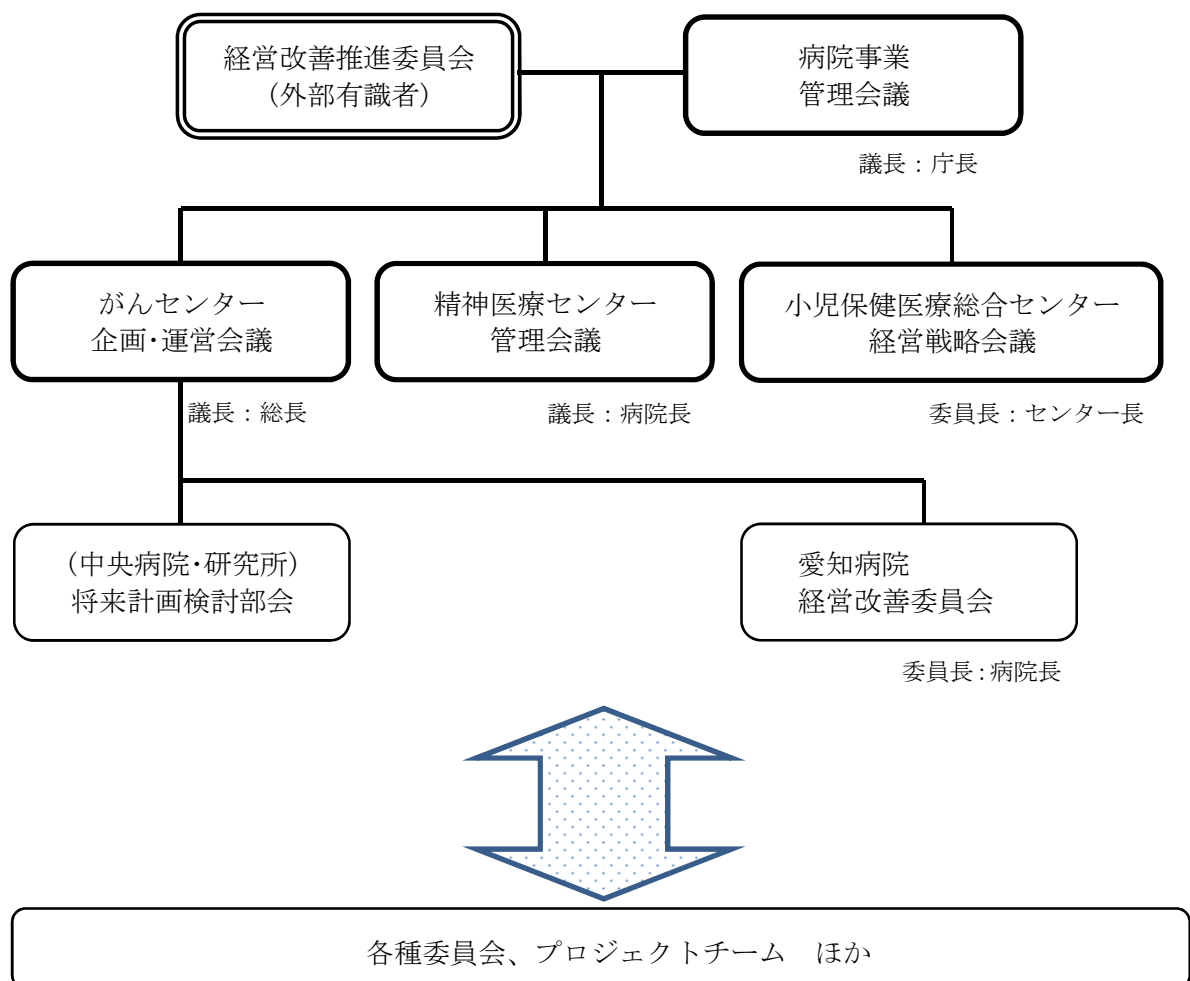 経営改善推進委員会
（外部有識者）
病院事業
管理会議
議長：庁長
がんセンター
企画･運営会議
精神医療センター
管理会議
小児保健医療総合センター
経営戦略会議
議長：総長
議長：病院長
委員長：センター長
（中央病院･研究所）
将来計画検討部会
愛知病院
経営改善委員会
委員長：病院長
各種委員会、プロジェクトチーム　ほか